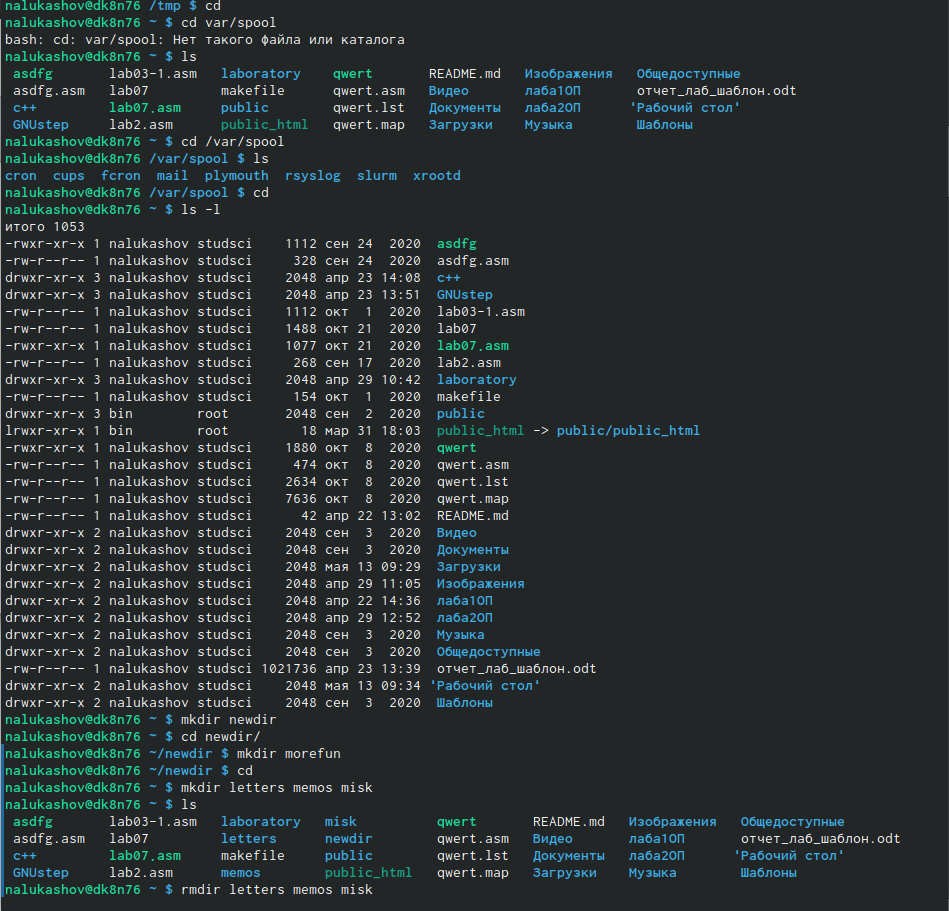 nalukashov@dk8n76 /tmp $ cd
nalukashov@dk8n76 ~ $ cd var/spool
bash: cd: var/spool: Нет такого файла или каталога
nalukashov@dk8n76 ~ $ ls
asdfg lab03-1.asm laboratory qwert README.md Изображения Общедоступные
asdfg.asm lab07 makefile qwert.asm Видео лаба1ОП отчет_лаб_шаблон.odt
c++ lab07.asm public qwert.lst Документы лаба2ОП 'Рабочий стол'
GNUstep lab2.asm public_html qwert.map Загрузки Музыка Шаблоны
nalukashov@dk8n76 ~ $ cd /var/spool
nalukashov@dk8n76 /var/spool $ ls
cron cups fcron mail plymouth rsyslog slurm xrootd
nalukashov@dk8n76 /var/spool $ cd
nalukashov@dk8n76 ~ $ ls -l
итого 1053
-rwxr-xr-x 1 nalukashov studsci 1112 сен 24 2020 asdfg
-rw-r--r-- 1 nalukashov studsci 328 сен 24 2020 asdfg.asm
drwxr-xr-x 3 nalukashov studsci 2048 апр 23 14:08 c++
drwxr-xr-x 3 nalukashov studsci 2048 апр 23 13:51 GNUstep
-rw-r--r-- 1 nalukashov studsci 1112 окт 1 2020 lab03-1.asm
-rw-r--r-- 1 nalukashov studsci 1488 окт 21 2020 lab07
-rwxr-xr-x 1 nalukashov studsci 1077 окт 21 2020 lab07.asm
-rw-r--r-- 1 nalukashov studsci 268 сен 17 2020 lab2.asm
drwxr-xr-x 3 nalukashov studsci 2048 апр 29 10:42 laboratory
-rw-r--r-- 1 nalukashov studsci 154 окт 1 2020 makefile
drwxr-xr-x 3 bin root 2048 сен 2 2020 public
lrwxr-xr-x 1 bin root 18 мар 31 18:03 public_html -> public/public_html
-rwxr-xr-x 1 nalukashov studsci 1880 окт 8 2020 qwert
-rw-r--r-- 1 nalukashov studsci 474 окт 8 2020 qwert.asm
-rw-r--r-- 1 nalukashov studsci 2634 окт 8 2020 qwert.lst
-rw-r--r-- 1 nalukashov studsci 7636 окт 8 2020 qwert.map
-rw-r--r-- 1 nalukashov studsci 42 апр 22 13:02 README.md
drwxr-xr-x 2 nalukashov studsci 2048 сен 3 2020 Видео
drwxr-xr-x 2 nalukashov studsci 2048 сен 3 2020 Документы
drwxr-xr-x 2 nalukashov studsci 2048 мая 13 09:29 Загрузки
drwxr-xr-x 2 nalukashov studsci 2048 апр 29 11:05 Изображения
drwxr-xr-x 2 nalukashov studsci 2048 апр 22 14:36 лаба1ОП
drwxr-xr-x 2 nalukashov studsci 2048 апр 29 12:52 лаба2ОП
drwxr-xr-x 2 nalukashov studsci 2048 сен 3 2020 Музыка
drwxr-xr-x 2 nalukashov studsci 2048 сен 3 2020 Общедоступные
-rw-r--r-- 1 nalukashov studsci 1021736 апр 23 13:39 отчет_лаб_шаблон.odt
drwxr-xr-x 2 nalukashov studsci 2048 мая 13 09:34 'Рабочий стол'
drwxr-xr-x 2 nalukashov studsci 2048 сен 3 2020 Шаблоны
nalukashov@dk8n76 ~ $ mkdir newdir
nalukashov@dk8n76 ~ $ cd newdir/
nalukashov@dk8n76 ~/newdir $ mkdir morefun
nalukashov@dk8n76 ~/newdir $ cd
nalukashov@dk8n76 ~ $ mkdir letters memos misk
nalukashov@dk8n76 ~ $ ls
asdfg lab03-1.asm laboratory misk qwert README.md Изображения Общедоступные
asdfg.asm lab07 letters newdir qwert.asm Видео лаба1ОП отчет_лаб_шаблон.odt
c++ lab07.asm makefile public qwert.lst Документы лаба2ОП 'Рабочий стол'
GNUstep lab2.asm memos public_html qwert.map Загрузки Музыка Шаблоны
nalukashov@dk8n76 ~ $ rmdir letters memos misk